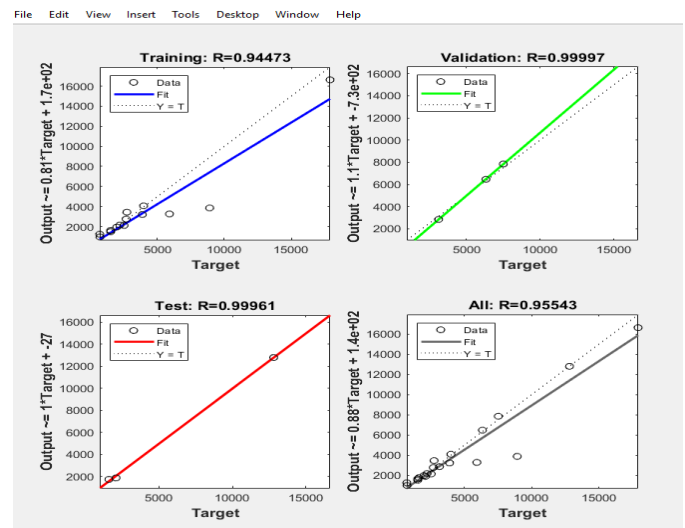 File Edit View Insert Tools Desktop Window Help
Training: R=0.94473
Output ~= 0.81*Target + 1.7e+02
Data
Fit
Y = T
16000
14000
12000
10000
8000
6000
4000
2000
5000 10000 15000
Target
Validation: R=0.99997
Output ~= 1.1*Target + -7.3e+02
Data
Fit
Y = T
16000
14000
12000
10000
8000
6000
4000
2000
5000 10000 15000
Target
Test: R=0.99961
Output ~= 1*Target + -27
Data
Fit
Y = T
16000
14000
12000
10000
8000
6000
4000
2000
5000 10000 15000
Target
All: R=0.95543
Output ~= 0.88*Target + 1.4e+02
Data
Fit
Y = T
16000
14000
12000
10000
8000
6000
4000
2000
5000 10000 15000
Target